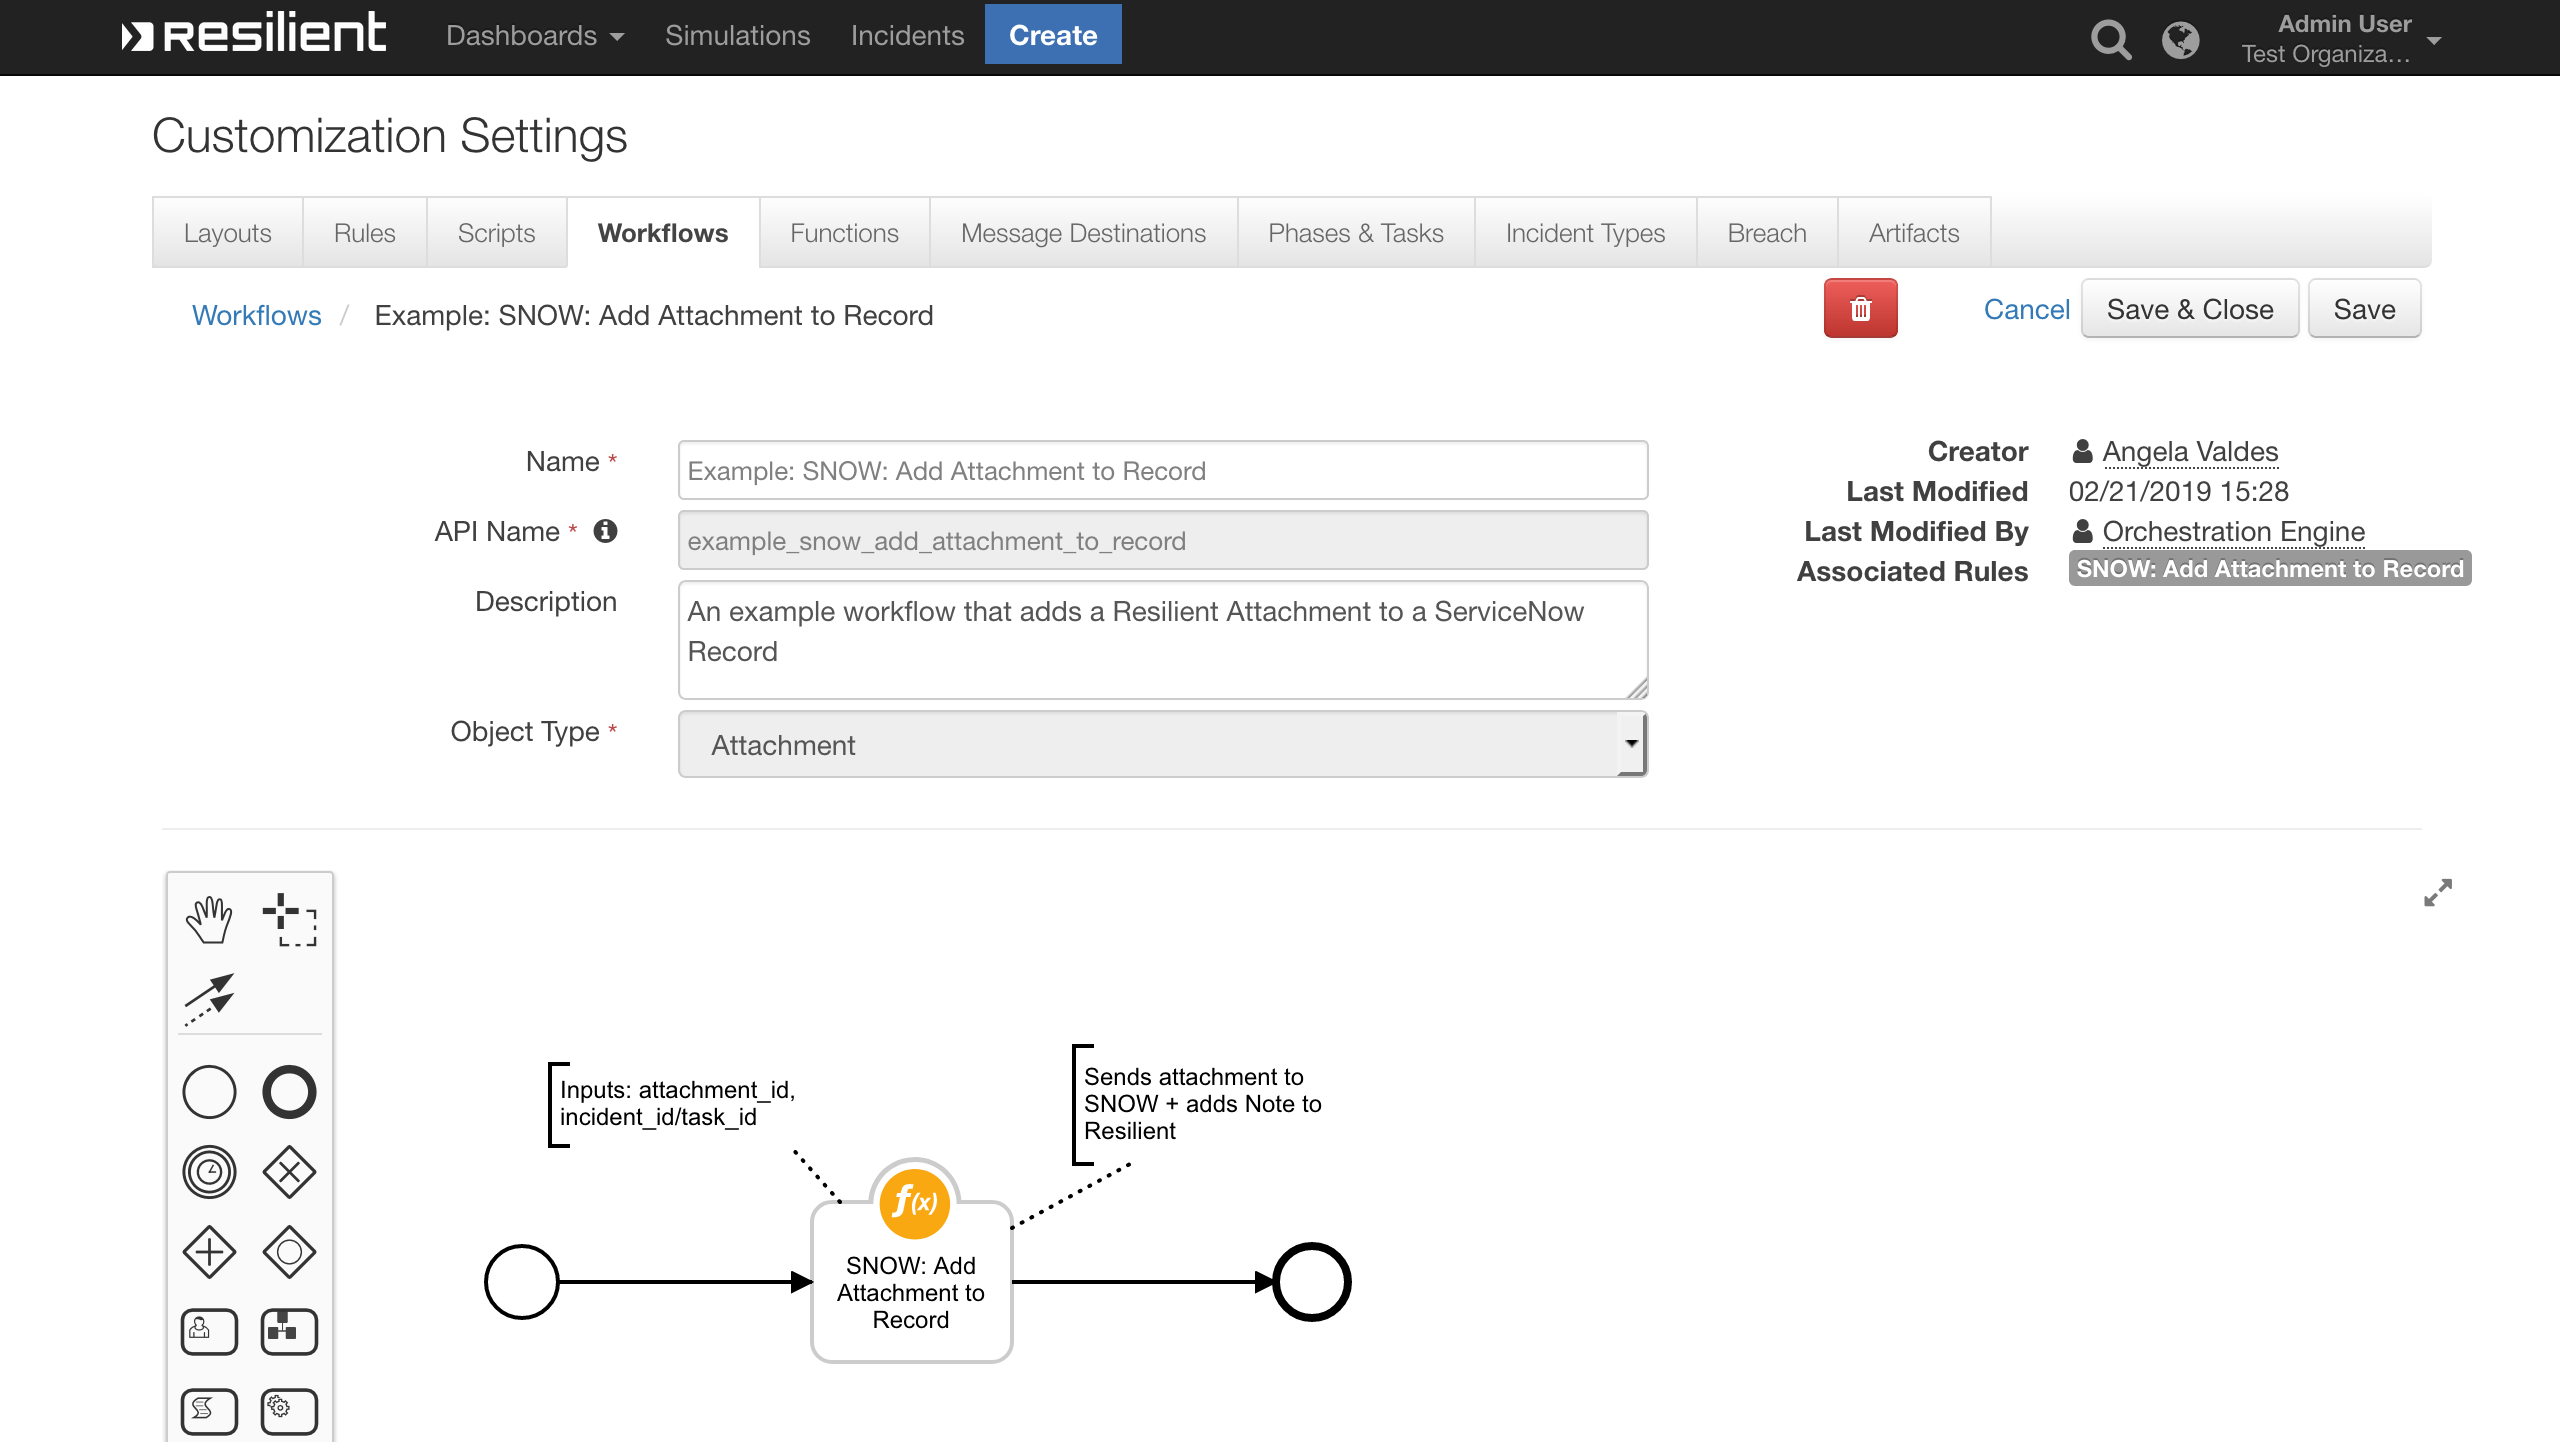 resilient
Dashboards
Simulations
Incidents
Create
Admin User
Test Organiza...
Customization Settings
Layouts
Rules
Scripts
Workflows
Functions
Message Destinations
Phases & Tasks
Incident Types
Breach
Artifacts
Workflows / Example: SNOW: Add Attachment to Record
Cancel
Save & Close
Save
Name *
Example: SNOW: Add Attachment to Record
API Name *
example_snow_add_attachment_to_record
Description
An example workflow that adds a Resilient Attachment to a ServiceNow
Record
Object Type *
Attachment
Creator
Angela Valdes
Last Modified
02/21/2019 15:28
Last Modified By
Orchestration Engine
Associated Rules
SNOW: Add Attachment to Record
Inputs: attachment_id,
incident_id/task_id
Sends attachment to
SNOW + adds Note to
Resilient
f(x)
SNOW: Add
Attachment to
Record